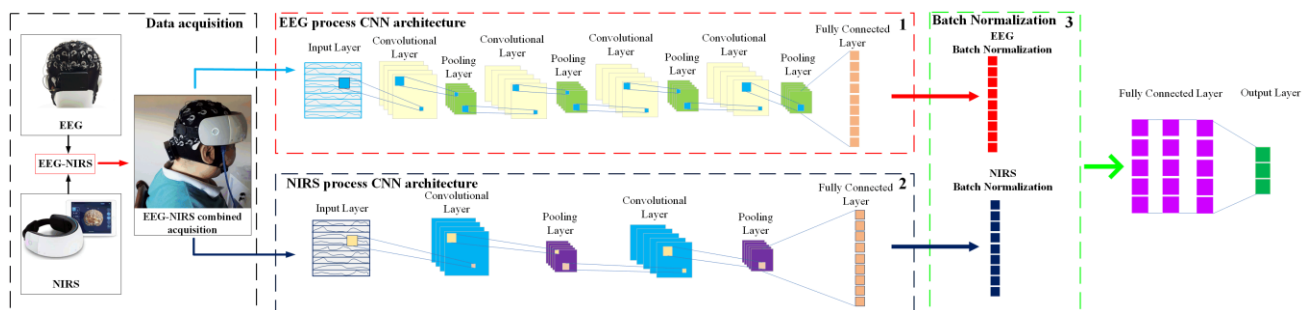 Data acquisition
EEG
EEG-NIRS
NIRS
EEG-NIRS combined
acquisition
EEG process CNN architecture
1
Input Layer
Convolutional
Layer
Pooling
Layer
Convolutional
Layer
Pooling
Layer
Convolutional
Layer
Pooling
Layer
Convolutional
Layer
Pooling
Layer
Fully Connected
Layer
NIRS process CNN architecture
2
Input Layer
Convolutional
Layer
Pooling
Layer
Convolutional
Layer
Pooling
Layer
Fully Connected
Layer
Batch Normalization
3
EEG
Batch Normalization
NIRS
Batch Normalization
Fully Connected Layer
Output Layer